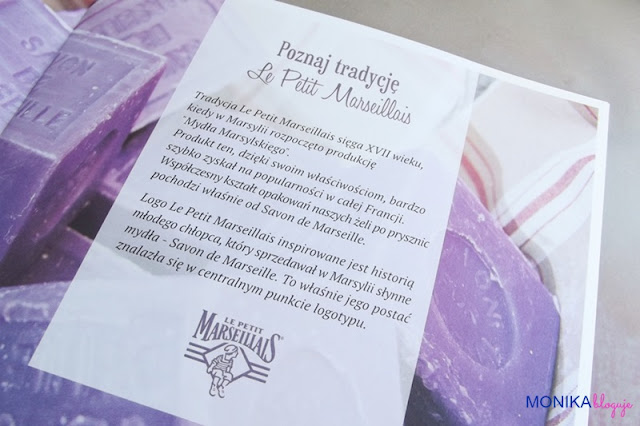 Poznaj tradycję
Le Petit Marseillais
Tradycja Le Petit Marseillais sięga XVII wieku,
kiedy w Marsylii rozpoczęto produkcję
"Mydła Marsylskiego".
Produkt ten, dzięki swoim właściwościom, bardzo
szybko zyskał na popularności w całej Francji.
Współczesny kształt opakowań naszych żeli po prysznic
pochodzi właśnie od Savon de Marseille.
Logo Le Petit Marseillais inspirowane jest historią
młodego chłopca, który sprzedawał w Marsylii słynne
mydła - Savon de Marseille. To właśnie jego postać
znalazła się w centralnym punkcie logotypu.
LE PETIT
MARSEILLAIS®
MONIKA bloguje